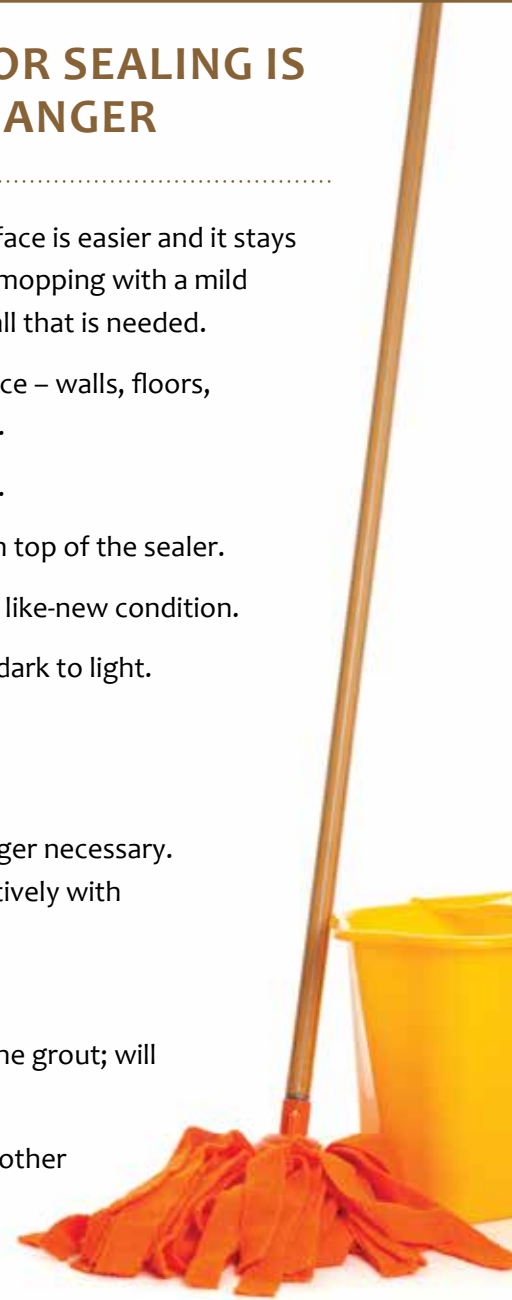 OR SEALING IS
ANGER
face is easier and it stays
mopping with a mild
all that is needed.
ce – walls, floors,
.
.
n top of the sealer.
like-new condition.
dark to light.
ger necessary.
tively with
he grout; will
other